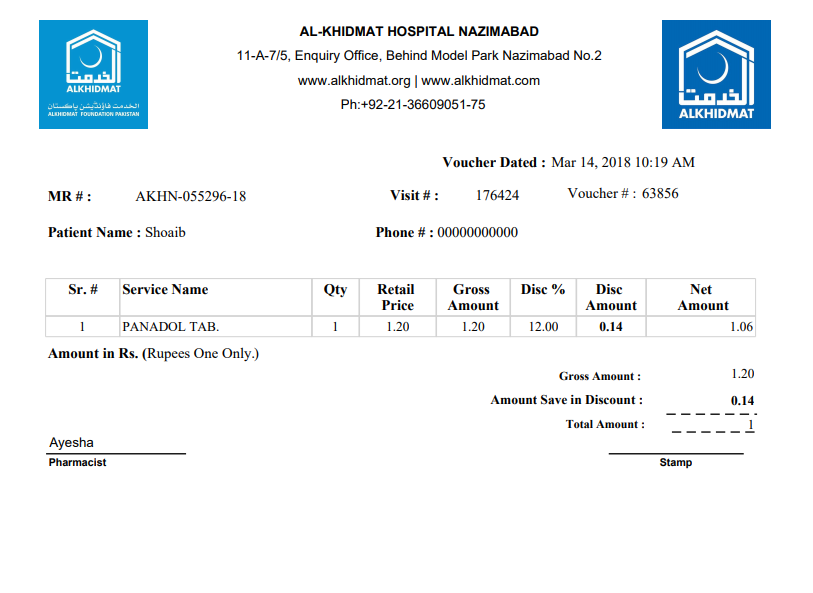 الخدمت
ALKHIDMAT
الخدمت فاؤنڈیشن پاکستان
ALKHIDMAT FOUNDATION PAKISTAN
AL-KHIDMAT HOSPITAL NAZIMABAD
11-A-7/5, Enquiry Office, Behind Model Park Nazimabad No.2
www.alkhidmat.org | www.alkhidmat.com
Ph:+92-21-36609051-75
الخدمت
ALKHIDMAT
Voucher Dated : Mar 14, 2018 10:19 AM
MR # : AKHN-055296-18 Visit # : 176424 Voucher # : 63856
Patient Name : Shoaib Phone # : 00000000000
Sr. # Service Name Qty Retail Price Gross Amount Disc % Disc Amount Net Amount
1 PANADOL TAB. 1 1.20 1.20 12.00 0.14 1.06
Amount in Rs. (Rupees One Only.)
Gross Amount : 1.20
Amount Save in Discount : 0.14
Total Amount : 1
Ayesha
Pharmacist Stamp